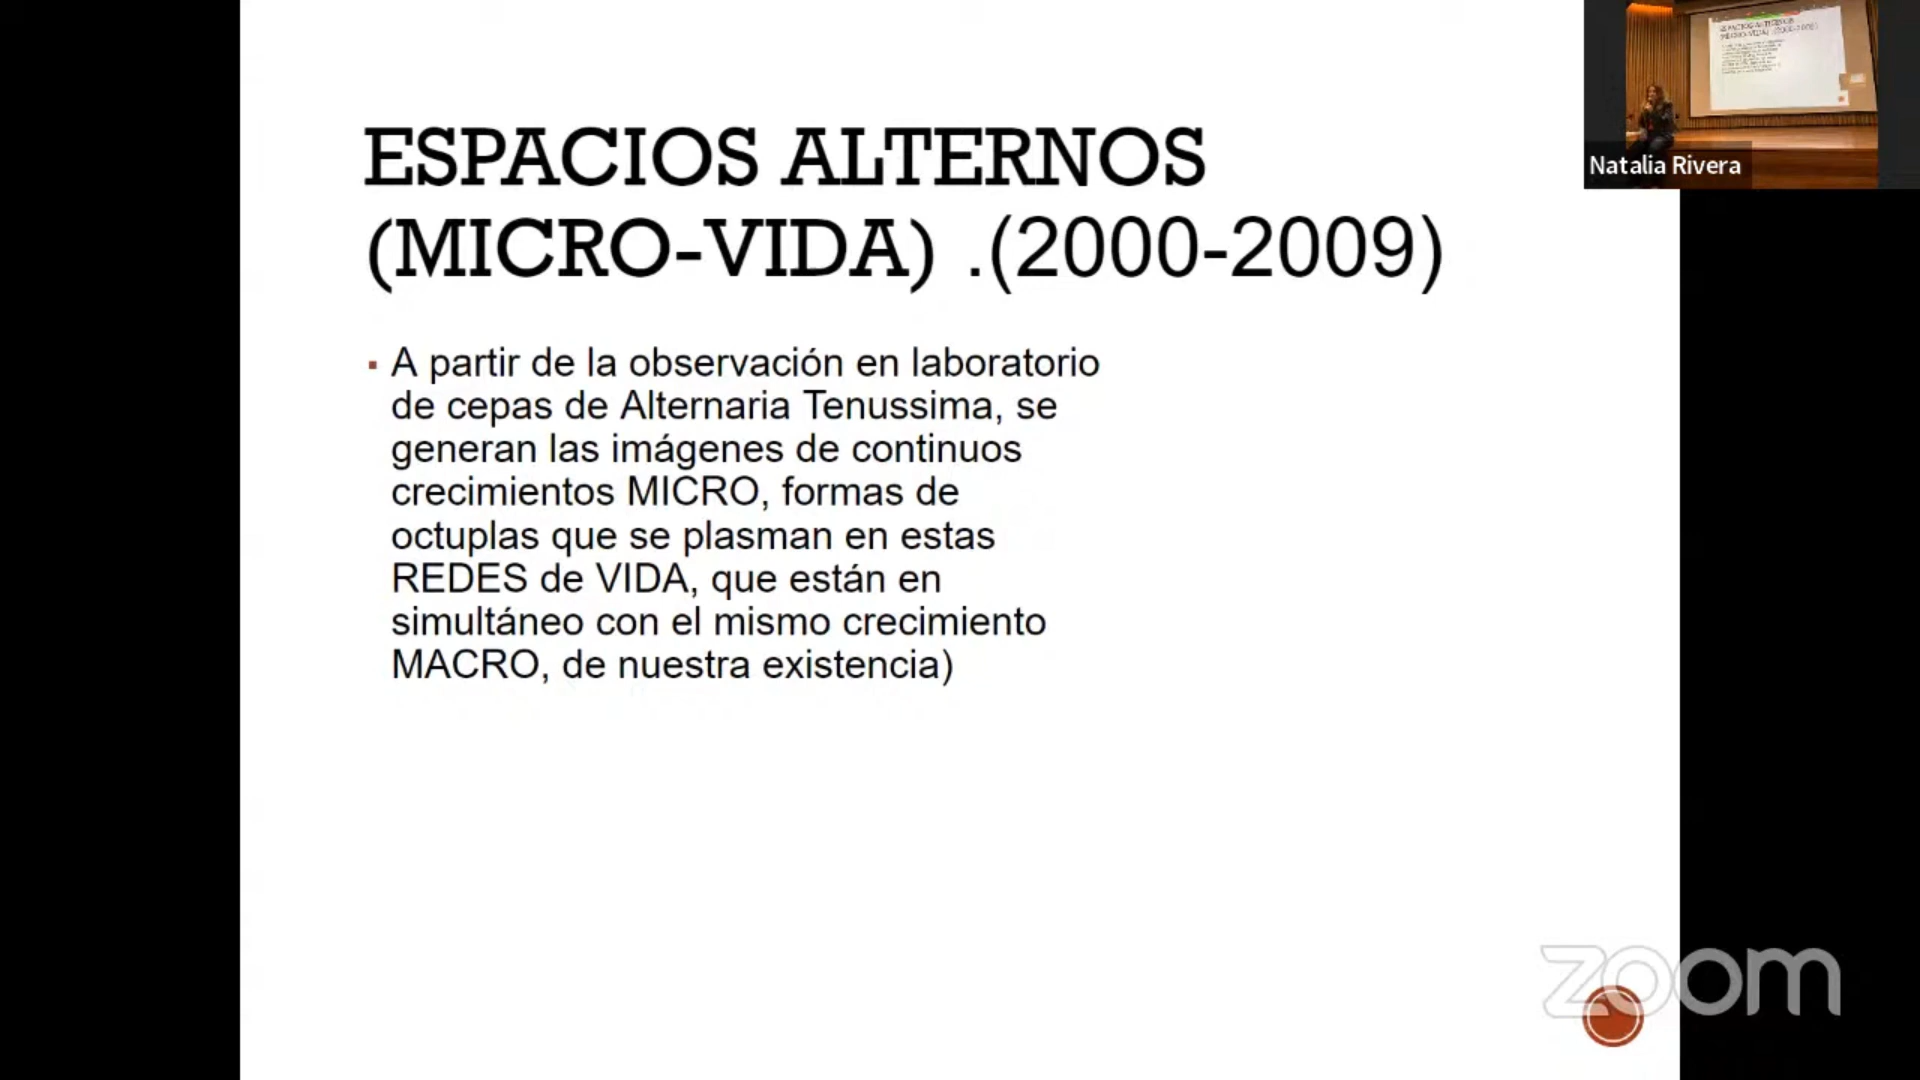 ESPACIOS ALTERNOS
(MICRO-VIDA) .(2000-2009)
▪ A partir de la observación en laboratorio
de cepas de Alternaria Tenussima, se
generan las imágenes de continuos
crecimientos MICRO, formas de
octuplas que se plasman en estas
REDES de VIDA, que están en
simultáneo con el mismo crecimiento
MACRO, de nuestra existencia)
Natalia Rivera
zoom